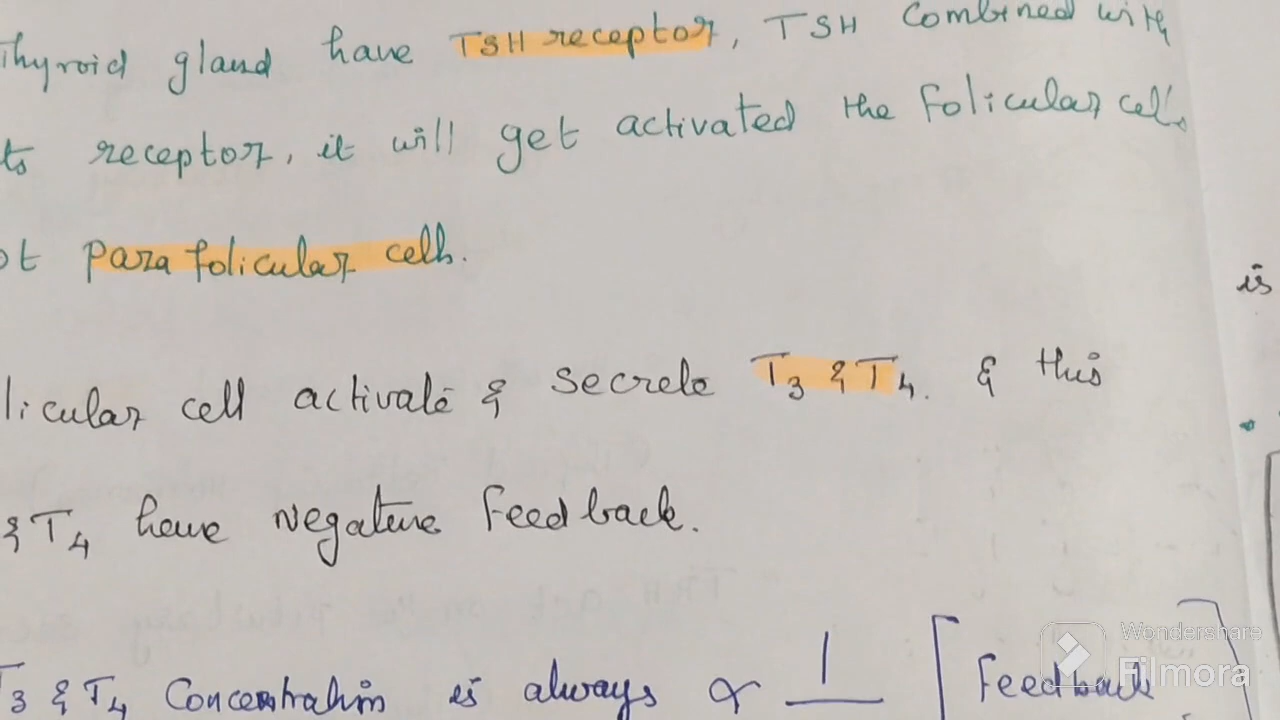 Thyroid gland have TSH receptor, TSH Combined with
ts receptor, it will get activated the Folicular cells
ot para folicular cells.
is
licular cell activate & secrete T3 & T4. & this
& T4 have Negative Feedback.
T3 & T4 Concentration is always ∝ 1 [Feedback]
Wondershare
Filmora